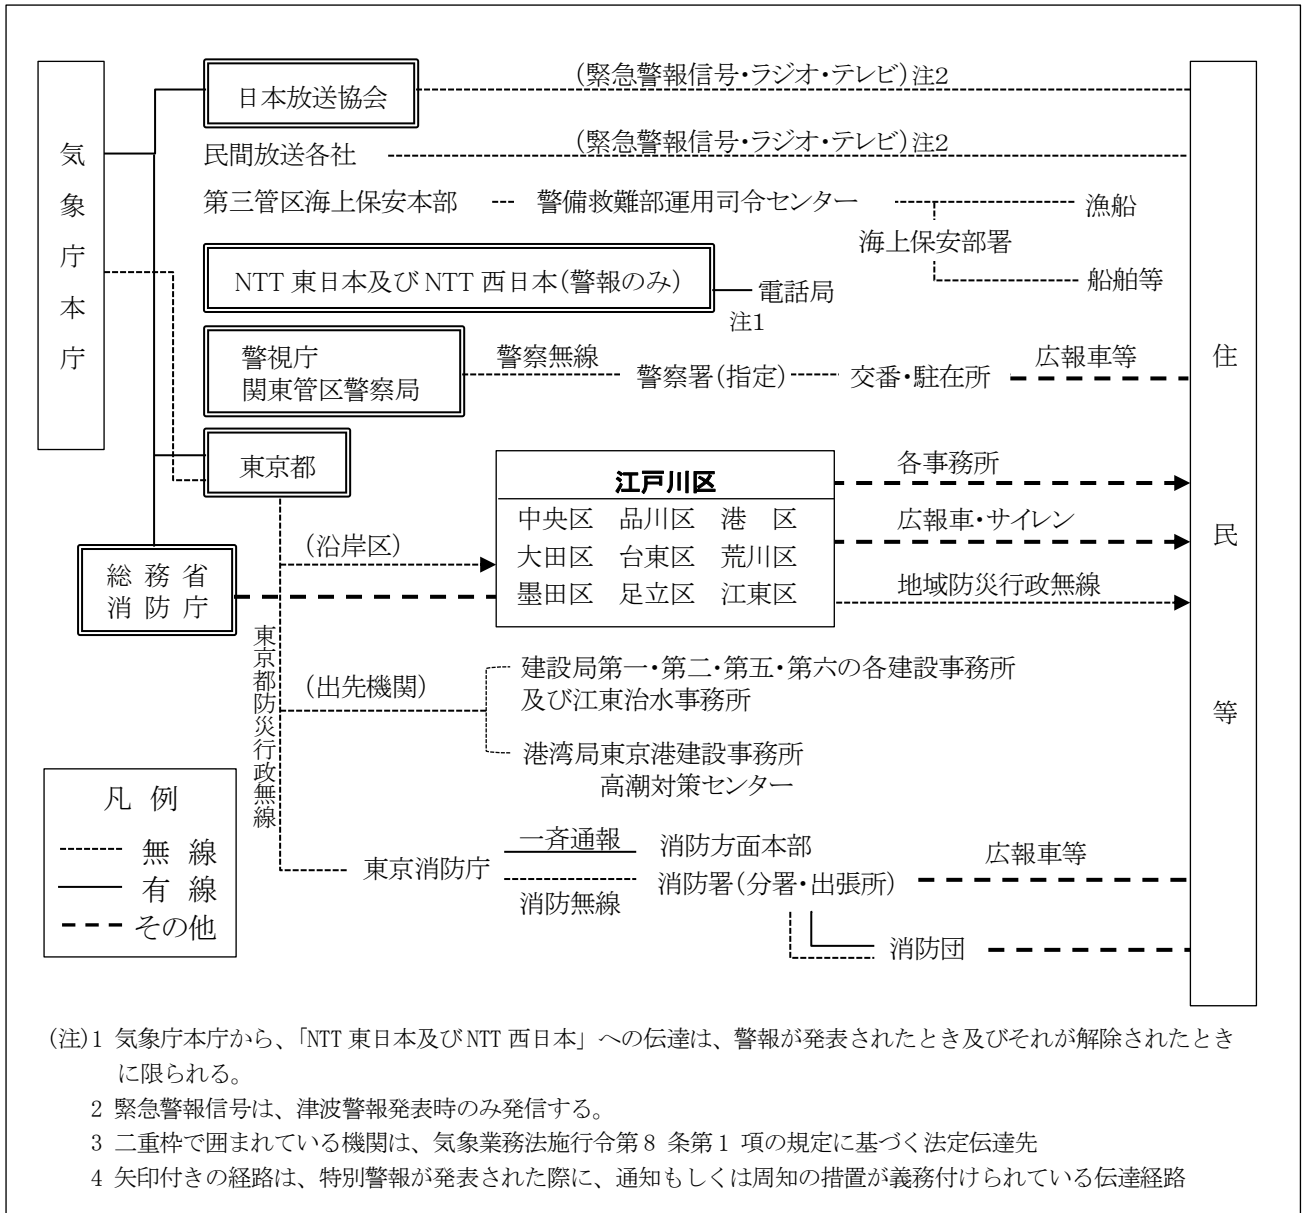 気象庁本庁
日本放送協会
(緊急警報信号・ラジオ・テレビ)注2
民間放送各社
(緊急警報信号・ラジオ・テレビ)注2
第三管区海上保安本部
警備救難部運用司令センター
漁船
海上保安部署
船舶等
NTT 東日本及び NTT 西日本(警報のみ)
電話局
注1
警視庁
関東管区警察局
警察無線
警察署(指定)
交番・駐在所
広報車等
住民等
東京都
江戸川区
中央区 品川区 港 区
大田区 台東区 荒川区
墨田区 足立区 江東区
(沿岸区)
各事務所
広報車・サイレン
地域防災行政無線
総務省
消防庁
東京都防災行政無線
(出先機関)
建設局第一・第二・第五・第六の各建設事務所
及び江東治水事務所
港湾局東京港建設事務所
高潮対策センター
凡 例
無 線
有 線
その他
東京消防庁
一斉通報
消防無線
消防方面本部
消防署(分署・出張所)
広報車等
消防団
(注)1 気象庁本庁から、「NTT 東日本及び NTT 西日本」への伝達は、警報が発表されたとき及びそれが解除されたとき
に限られる。
2 緊急警報信号は、津波警報発表時のみ発信する。
3 二重枠で囲まれている機関は、気象業務法施行令第8 条第1 項の規定に基づく法定伝達先
4 矢印付きの経路は、特別警報が発表された際に、通知もしくは周知の措置が義務付けられている伝達経路